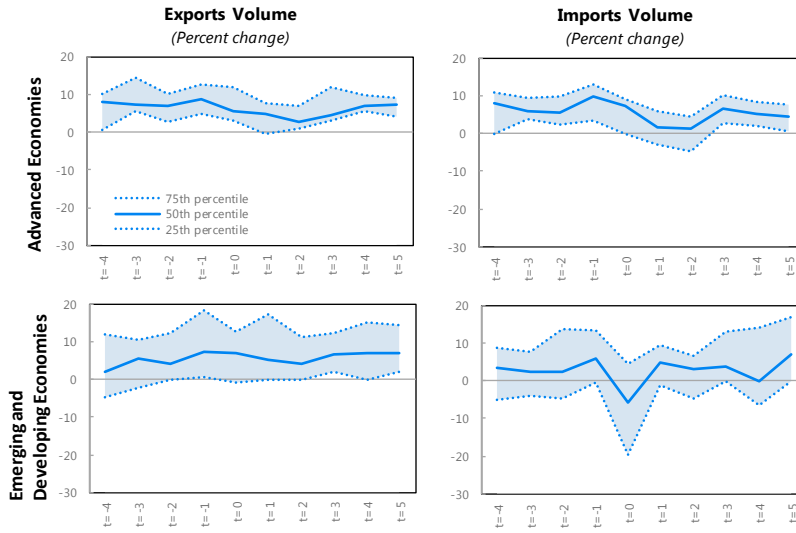 Exports Volume
(Percent change)
Imports Volume
(Percent change)
Advanced Economies
20
10
0
-10
-20
-30
75th percentile
50th percentile
25th percentile
t= -4
t= -3
t= -2
t= -1
t= 0
t= 1
t= 2
t= 3
t= 4
t= 5
20
10
0
-10
-20
-30
t= -4
t= -3
t= -2
t= -1
t= 0
t= 1
t= 2
t= 3
t= 4
t= 5
Emerging and
Developing Economies
20
10
0
-10
-20
-30
t= -4
t= -3
t= -2
t= -1
t= 0
t= 1
t= 2
t= 3
t= 4
t= 5
20
10
0
-10
-20
-30
t= -4
t= -3
t= -2
t= -1
t= 0
t= 1
t= 2
t= 3
t= 4
t= 5